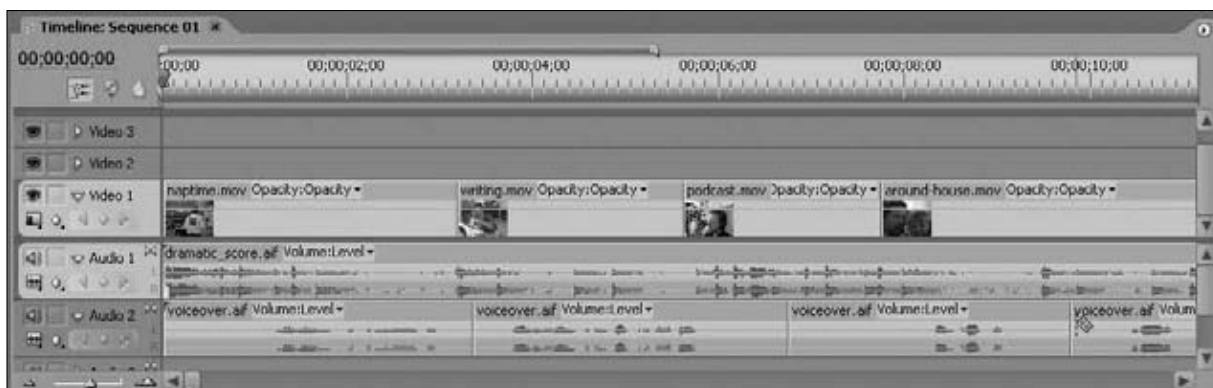 Timeline: Sequence 01
00;00;00;00
;00;00 00;00;02;00 00;00;04;00 00;00;06;00 00;00;08;00 00;00;10;00
Video 3
Video 2
Video 1 naptime.mov Opacity:Opacity writing.mov Opacity:Opacity podcast.mov Opacity:Opacity around-house.mov Opacity:Opacity
Audio 1 dramatic_score.aif Volume:Level
Audio 2 voiceover.aif Volume:Level voiceover.aif Volume:Level voiceover.aif Volume:Level voiceover.aif Volum